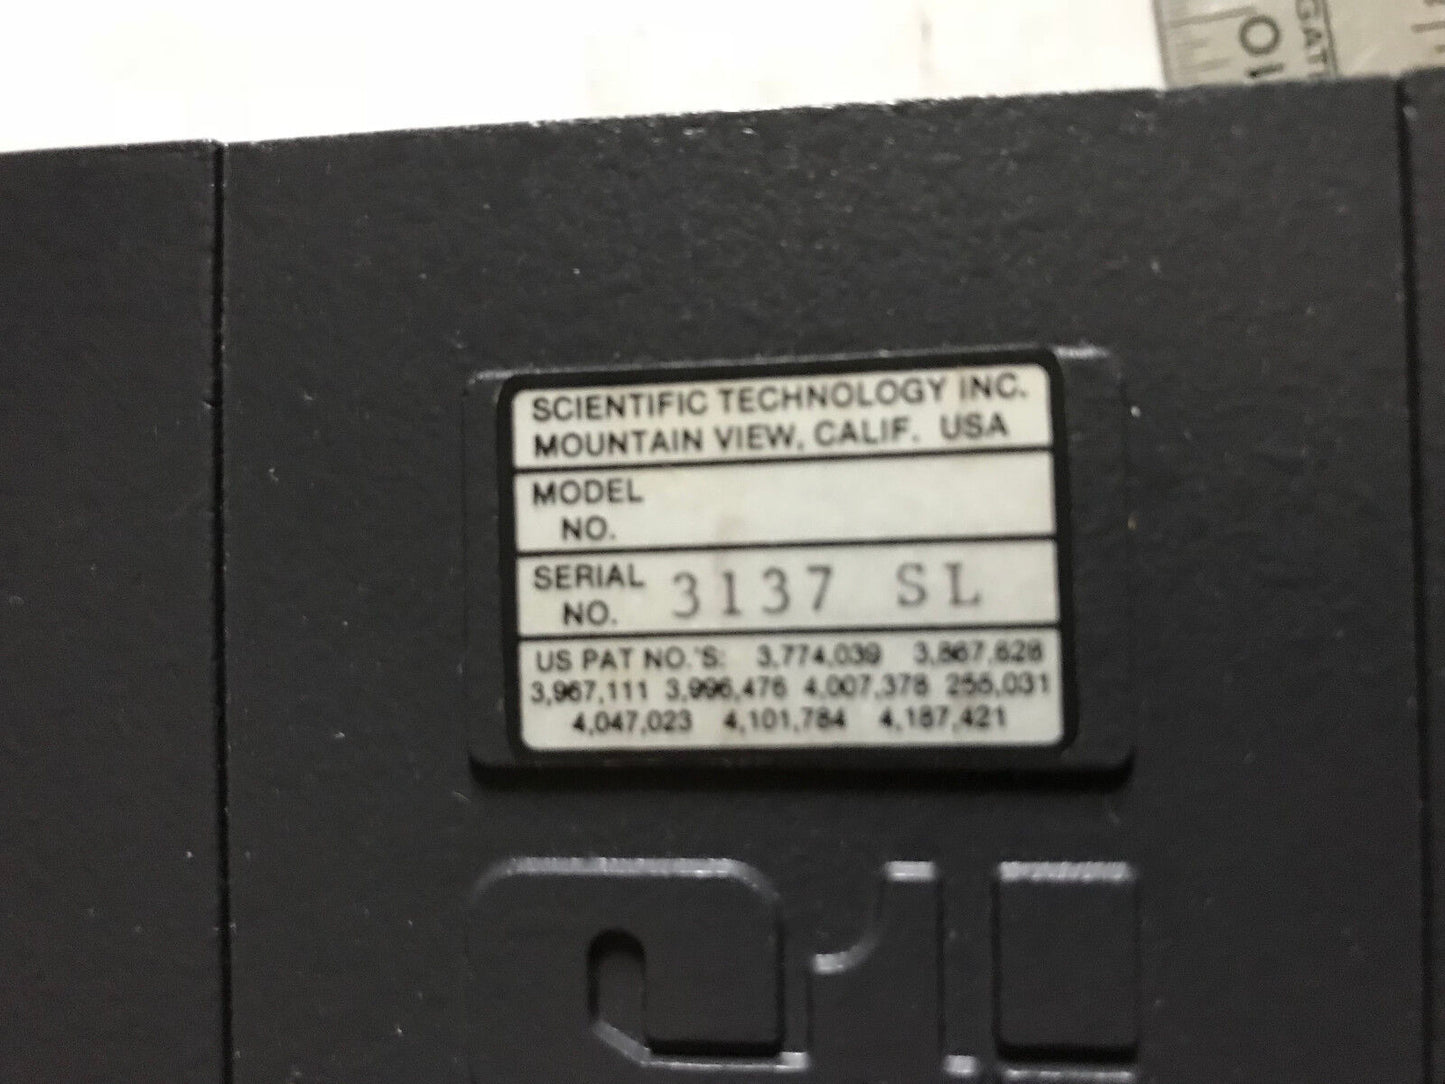 SCIENTIFIC TECHNOLOGY INC.
MOUNTAIN VIEW, CALIF. USA
MODEL
NO.
SERIAL
NO. 3137 SL
US PAT NO.'S: 3,774,039 3,867,628
3,967,111 3,996,476 4,007,378 255,031
4,047,023 4,101,784 4,187,421
10